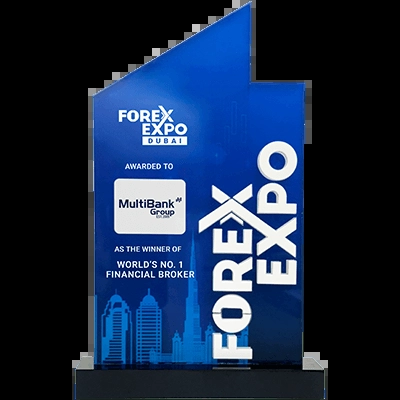 FOREX
EXPO
DUBAI
AWARDED TO
MultiBank
Group
AS THE WINNER OF
WORLD'S NO. 1
FINANCIAL BROKER
FOREX
EXPO